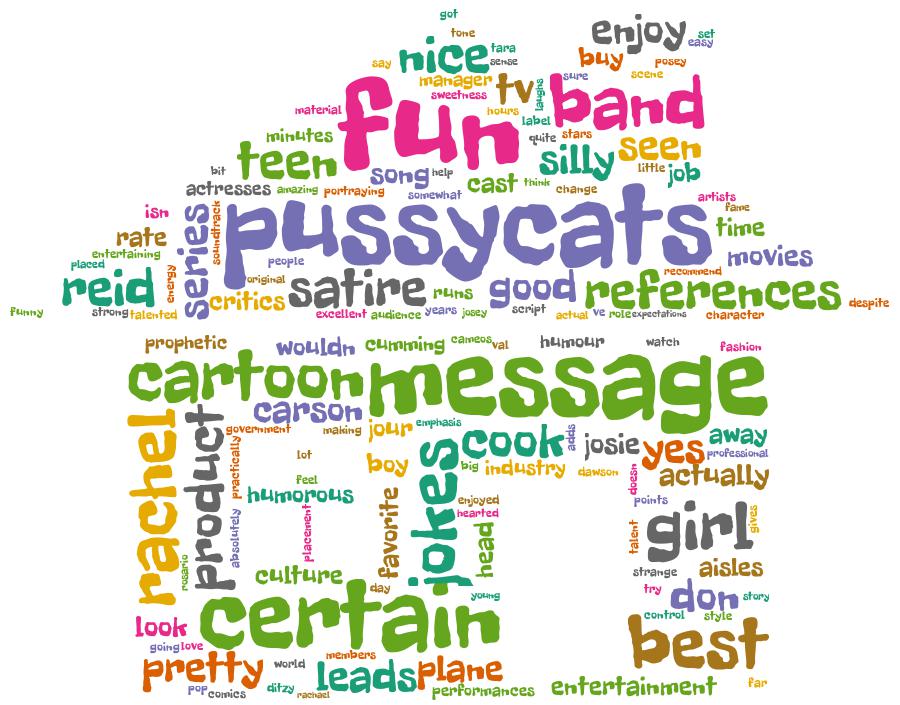 got
tone
nice tara
say sense
enjoy set
easy
buy posey
scene
manager tv sure
sweetness laughs
material fun hours band
label
minutes quite stars
teen silly seen
little job
bit song help
actresses amazing portraying cast think change
somewhat
isn series soundtrack pussycats artists
fame
rate time
entertaining people movies
placed energy original recommend
reid critics satire runs good references
funny strong talented excellent audience years josey script actual ve role expectations character despite
prophetic wouldn cumming cameos val humour watch fashion
cartoon message
carson
rachel product government making jour emphasis cook adds josie yes away
practically lot boy jokes big industry dawson professional
feel doesn actually
humorous favorite enjoyed points
hearted
absolutely placement head talent girl gives
rosario culture strange aisles
day young try don story
certain control style
look best
going love members
pretty world leads plane
pop comics ditzy rachael performances entertainment far